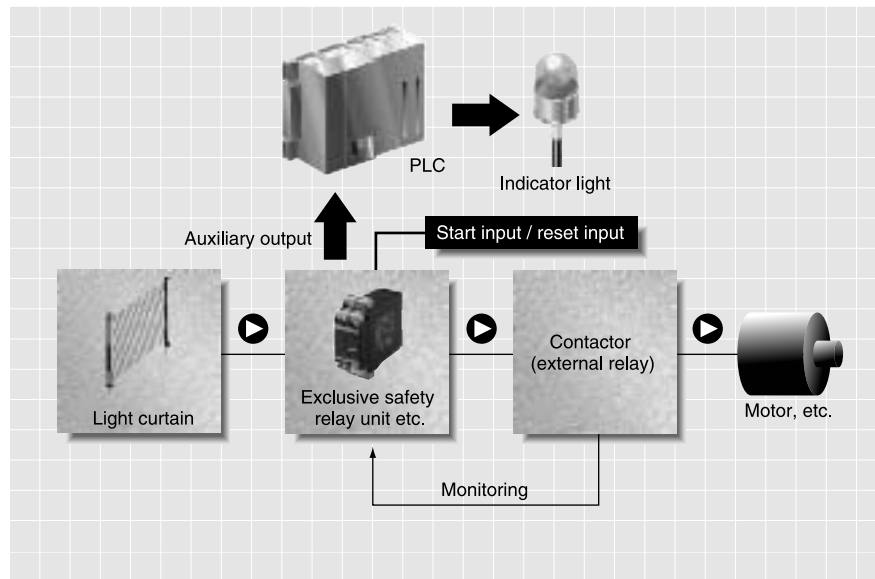 PLC
Indicator light
Auxiliary output
Start input / reset input
Light curtain
Exclusive safety
relay unit etc.
Contactor
(external relay)
Motor, etc.
Monitoring